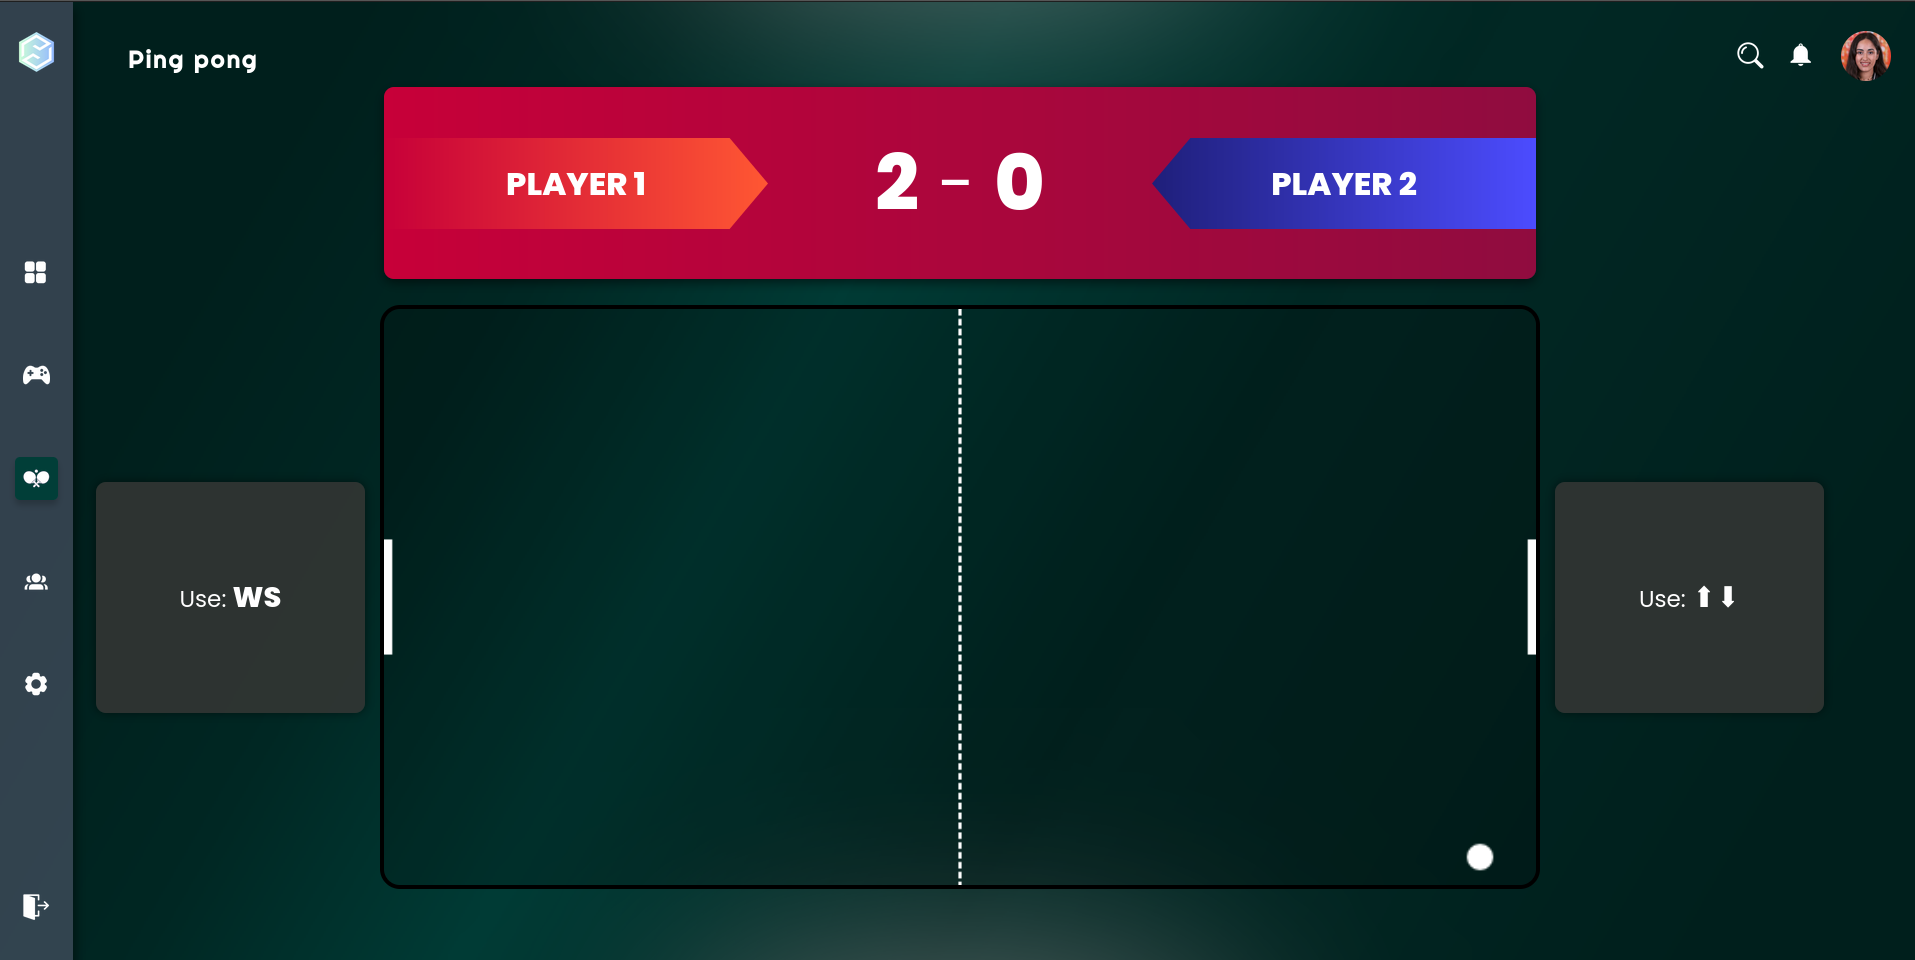 Ping pong
PLAYER 1
2 – 0
PLAYER 2
Use: WS
Use: ⬆⬇